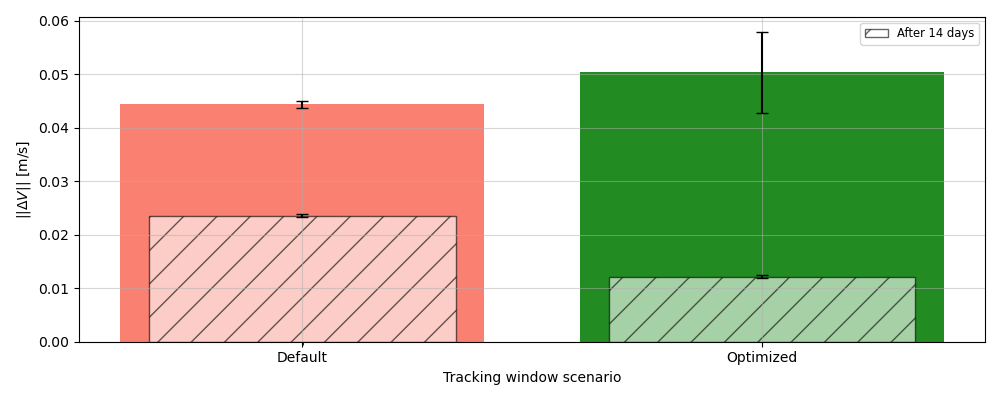 0.06
0.05
0.04
0.03
0.02
0.01
0.00
||ΔV|| [m/s]
After 14 days
Default
Optimized
Tracking window scenario